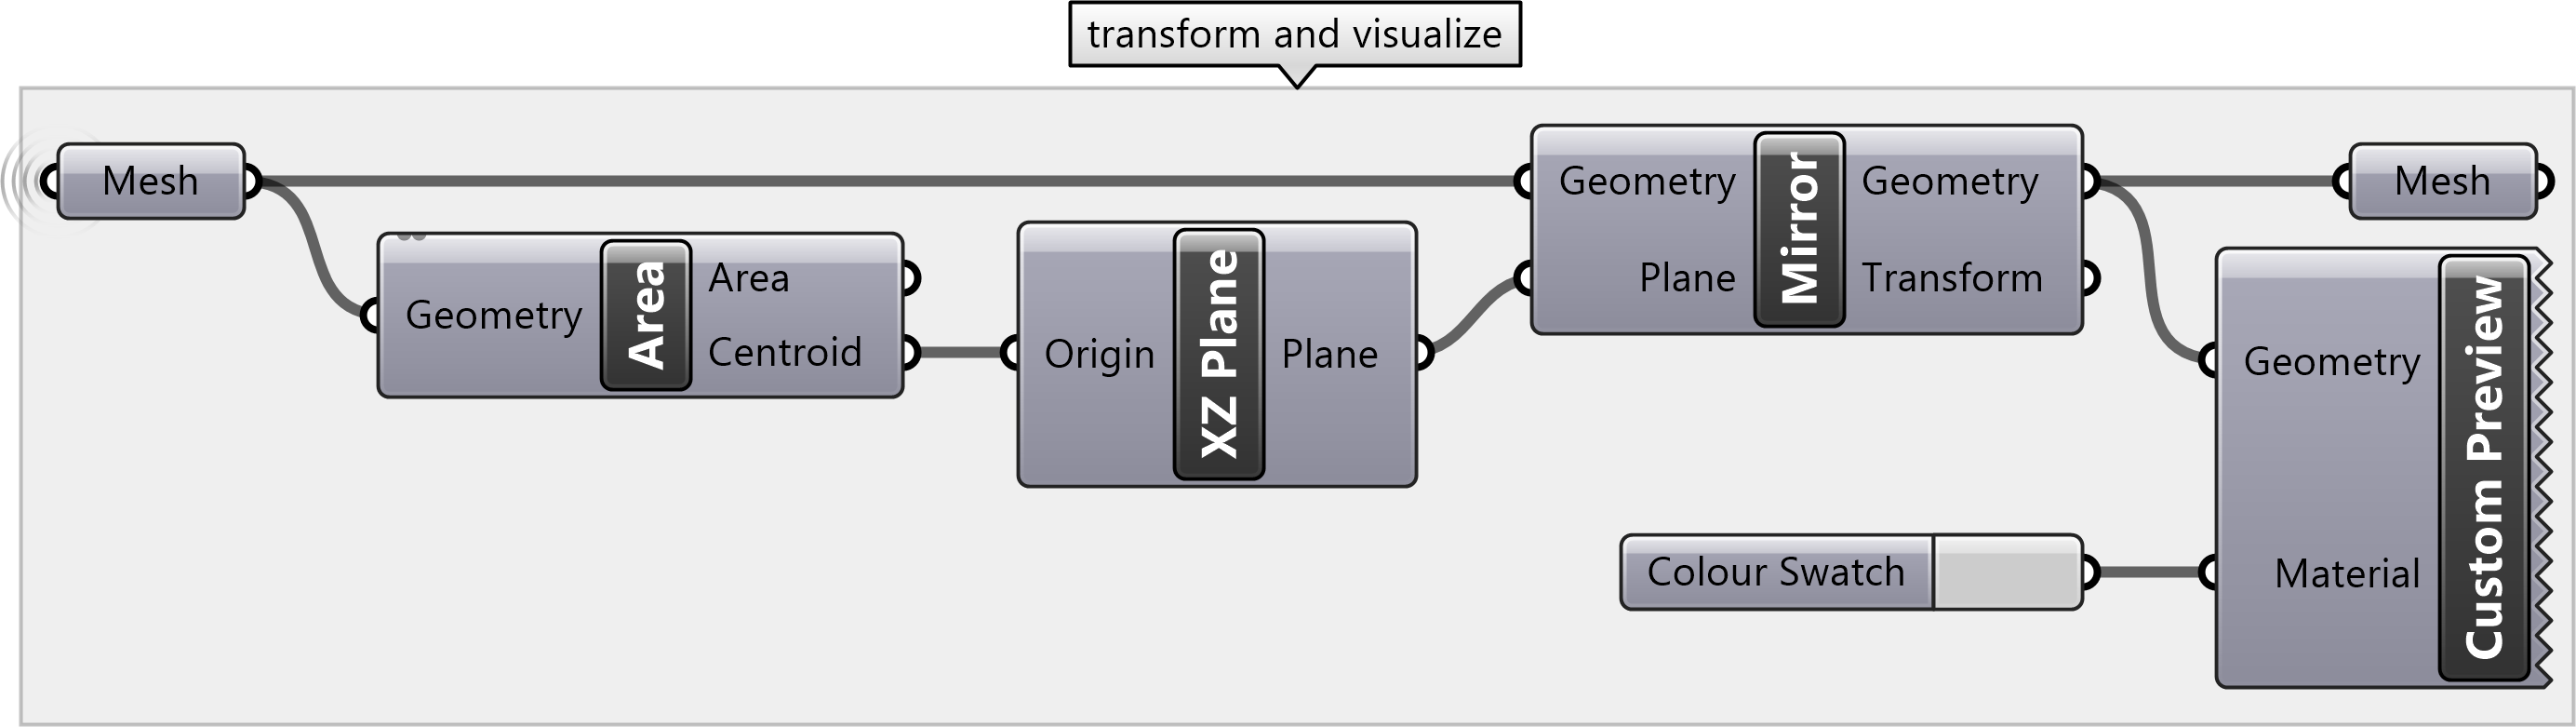 transform and visualize
Mesh
Geometry
Area
Area
Centroid
Origin
XZ Plane
Plane
Geometry
Plane
Mirror
Geometry
Transform
Mesh
Colour Swatch
Geometry
Material
Custom Preview